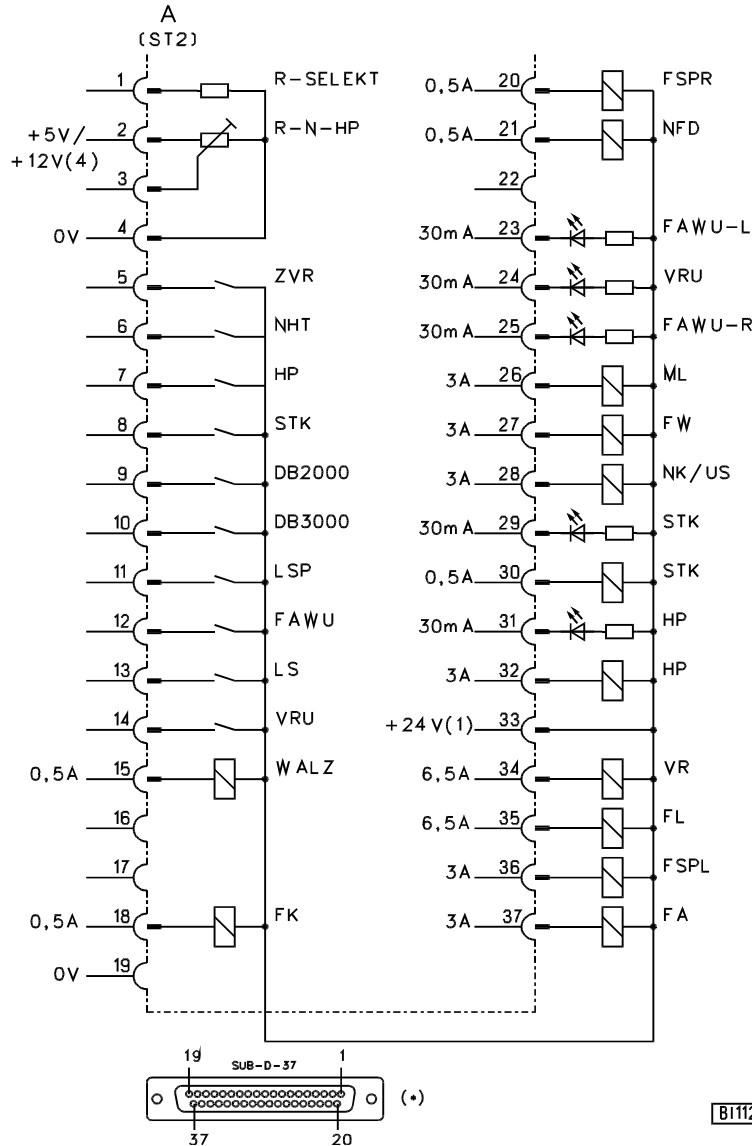 A
(ST2)
1 R-SELEKT
+5V/ 2 R-N-HP
+12V(4)
3
0V 4
5 ZVR
6 NHT
7 HP
8 STK
9 DB2000
10 DB3000
11 LSP
12 FAWU
13 LS
14 VRU
0,5A 15 WALZ
16
17
0,5A 18 FK
0V 19
0,5A 20 FSPR
0,5A 21 NFD
22
30mA 23 FAWU-L
30mA 24 VRU
30mA 25 FAWU-R
3A 26 ML
3A 27 FW
3A 28 NK/US
30mA 29 STK
0,5A 30 STK
30mA 31 HP
3A 32 HP
+24V(1) 33
6,5A 34 VR
6,5A 35 FL
3A 36 FSPL
3A 37 FA
19 SUB-D-37 1
(*)
37 20
BI112